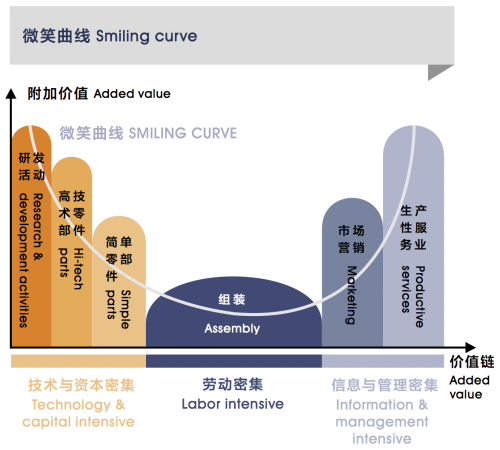 微笑曲线 Smiling curve
附加价值 Added value
微笑曲线 SMILING CURVE
研发
活动
Research &
development activities
高技
术零
部件
Hi-tech
parts
简单
零部
件
Simple
parts
组装
Assembly
市场
营销
Marketing
生产
性服
务业
Productive
services
价值链
Added
value
技术与资本密集
Technology &
capital intensive
劳动密集
Labor intensive
信息与管理密集
Information &
management
intensive